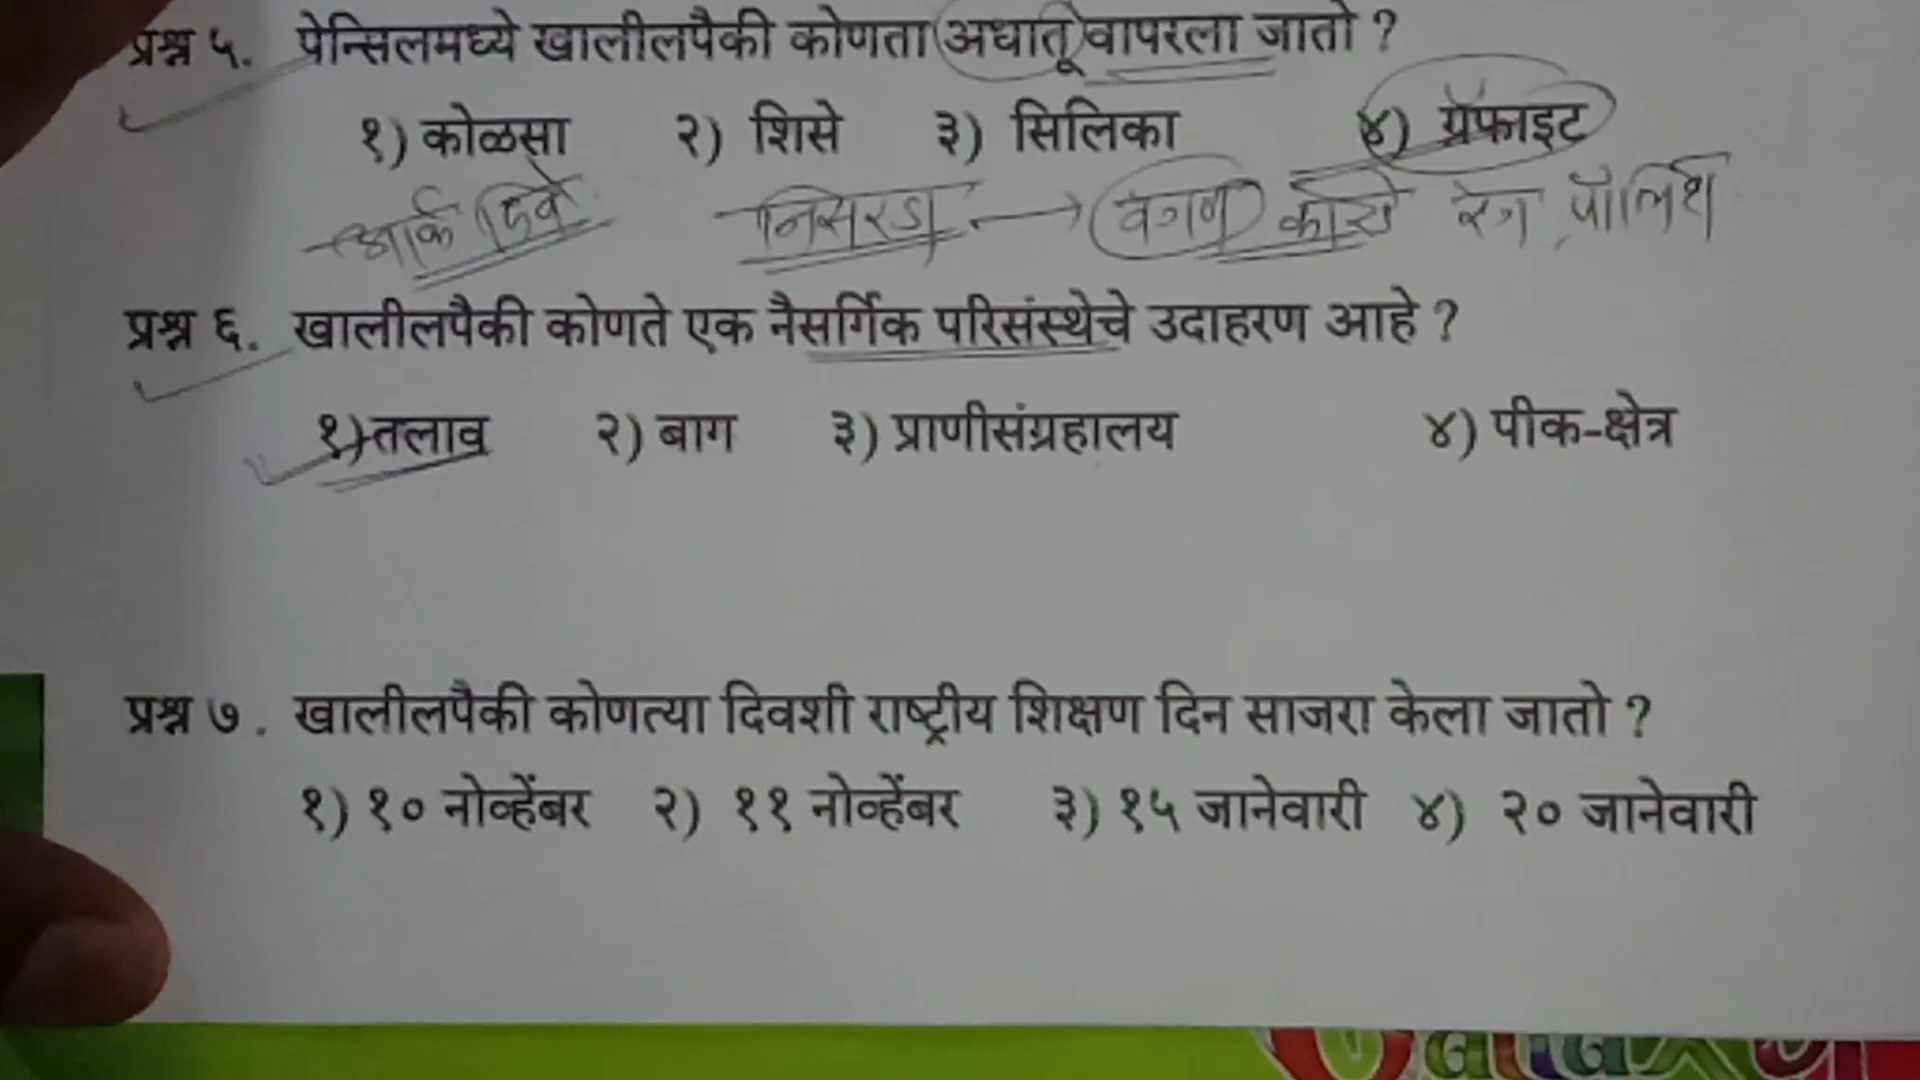 प्रश्न ५. पेन्सिलमध्ये खालीलपैकी कोणता अधातू वापरला जातो ?
१) कोळसा २) शिसे ३) सिलिका ४) ग्रॅफाइट
आर्क दिवे निसरडा → वंगण काळी रंग, पॉलिश
प्रश्न ६. खालीलपैकी कोणते एक नैसर्गिक परिसंस्थेचे उदाहरण आहे ?
१) तलाव २) बाग ३) प्राणीसंग्रहालय ४) पीक-क्षेत्र
प्रश्न ७. खालीलपैकी कोणत्या दिवशी राष्ट्रीय शिक्षण दिन साजरा केला जातो ?
१) १० नोव्हेंबर २) ११ नोव्हेंबर ३) १५ जानेवारी ४) २० जानेवारी